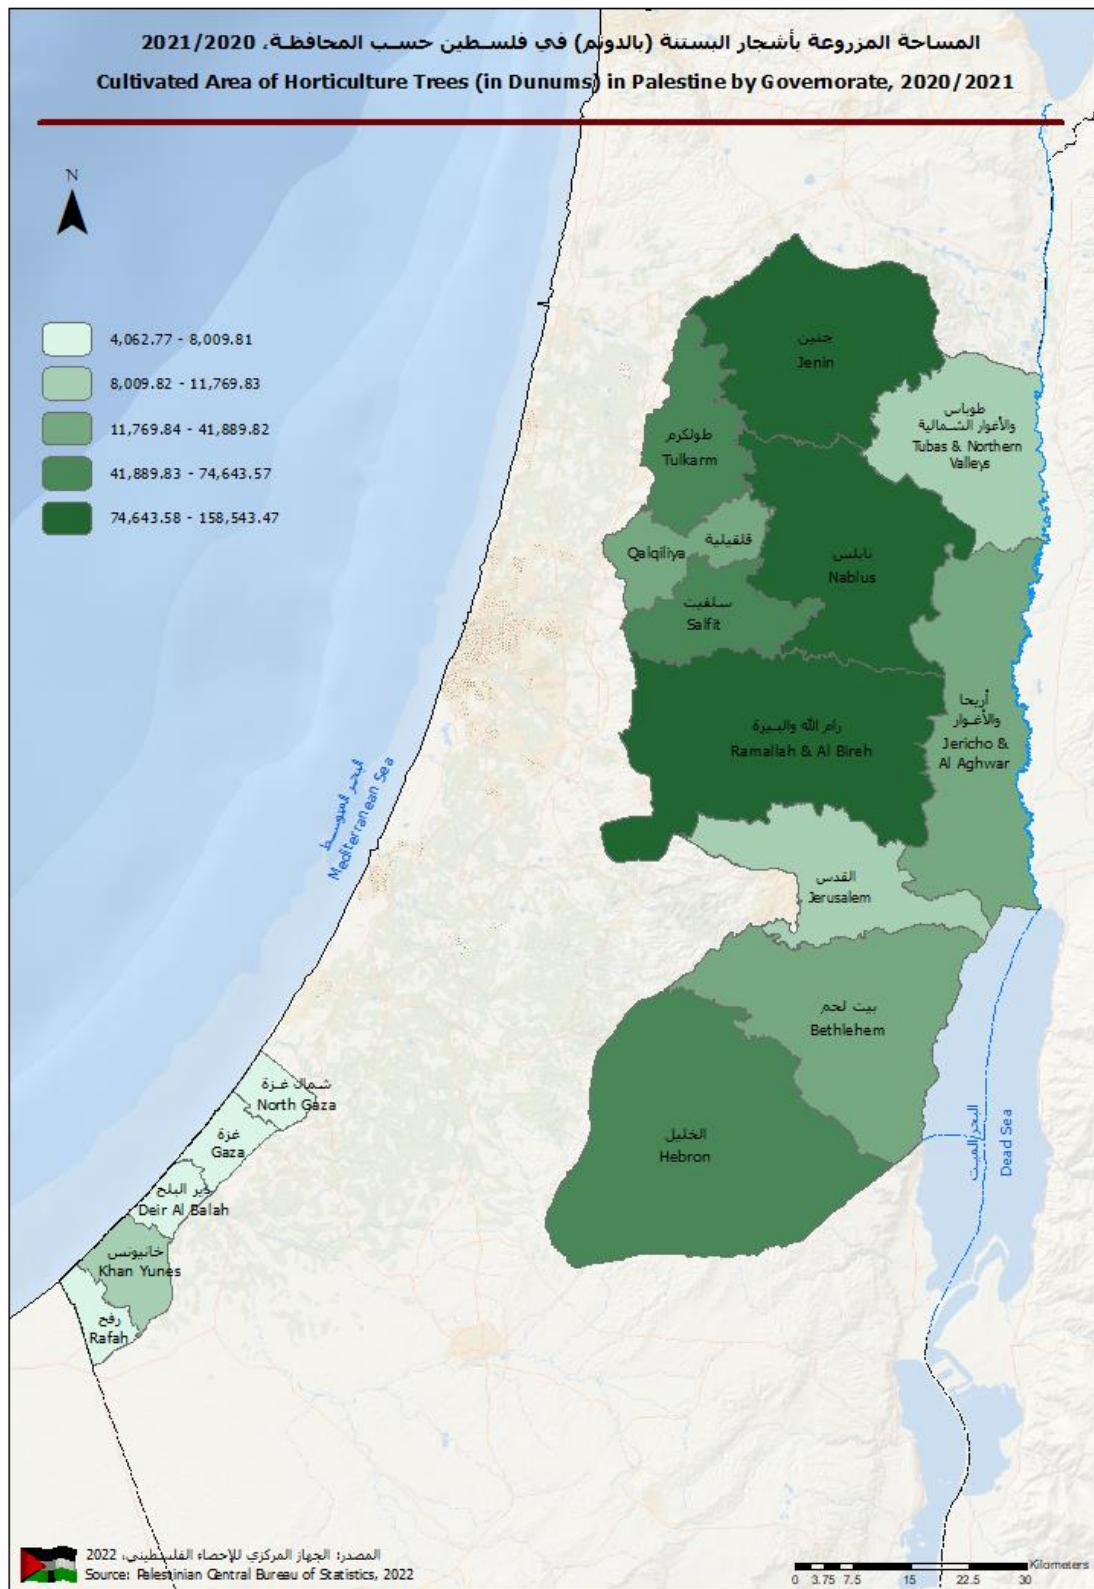 المساحة المزروعة بأشجار البستنة (بالدونم) في فلسطين حسب المحافظة، 2021/2020
Cultivated Area of Horticulture Trees (in Dunums) in Palestine by Governorate, 2020/2021
N
4,062.77 - 8,009.81
8,009.82 - 11,769.83
11,769.84 - 41,889.82
41,889.83 - 74,643.57
74,643.58 - 158,543.47
جنين
Jenin
طوباس
والأغوار الشمالية
Tubas & Northern
Valleys
طولكرم
Tulkarm
قلقيلية
Qalqiliya
نابلس
Nablus
سلفيت
Salfit
رام الله والبيرة
Ramallah & Al Bireh
أريحا
والأغوار
Jericho &
Al Aghwar
البحر المتوسط
Mediterranean Sea
القدس
Jerusalem
بيت لحم
Bethlehem
الخليل
Hebron
البحر الميت
Dead Sea
شمال غزة
North Gaza
غزة
Gaza
دير البلح
Deir Al Balah
خانيونس
Khan Yunes
رفح
Rafah
المصدر: الجهاز المركزي للإحصاء الفلسطيني، 2022
Source: Palestinian Central Bureau of Statistics, 2022
Kilometers
0 3.75 7.5 15 22.5 30